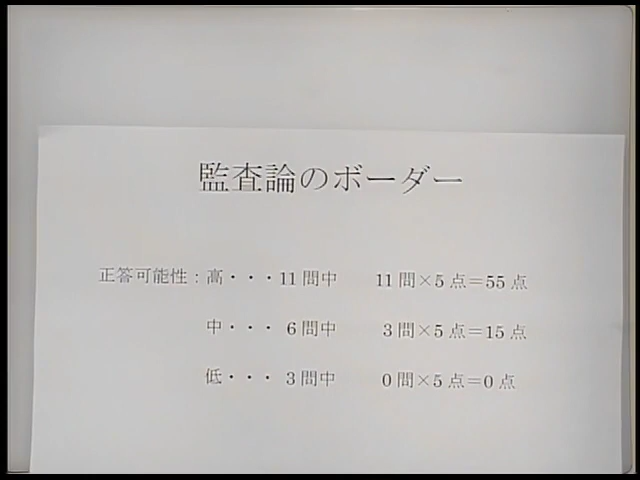 監査論のボーダー
正答可能性：高・・・11問中　11問×5点＝55点
中・・・ 6問中　3問×5点＝15点
低・・・ 3問中　0問×5点＝0点